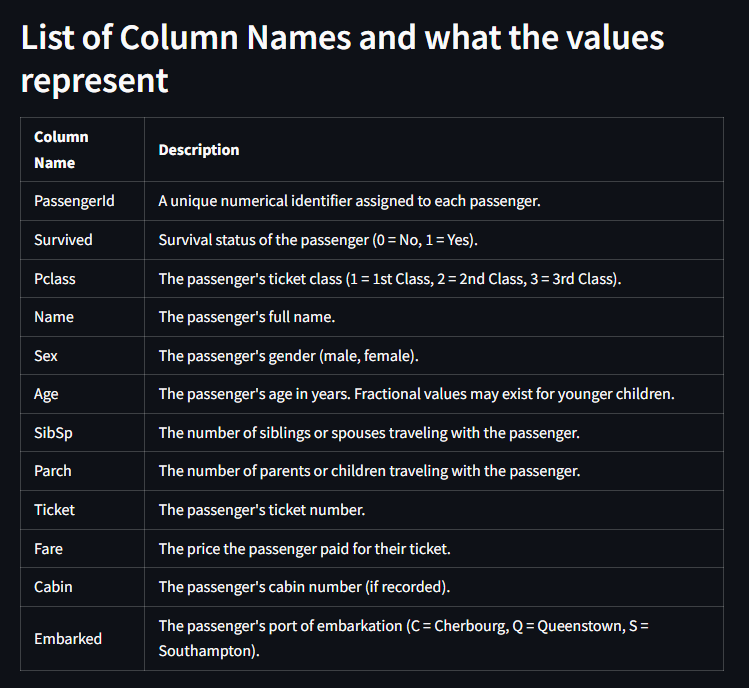 List of Column Names and what the values
represent
Column
Name
Description
PassengerId
A unique numerical identifier assigned to each passenger.
Survived
Survival status of the passenger (0 = No, 1 = Yes).
Pclass
The passenger's ticket class (1 = 1st Class, 2 = 2nd Class, 3 = 3rd Class).
Name
The passenger's full name.
Sex
The passenger's gender (male, female).
Age
The passenger's age in years. Fractional values may exist for younger children.
SibSp
The number of siblings or spouses traveling with the passenger.
Parch
The number of parents or children traveling with the passenger.
Ticket
The passenger's ticket number.
Fare
The price the passenger paid for their ticket.
Cabin
The passenger's cabin number (if recorded).
Embarked
The passenger's port of embarkation (C = Cherbourg, Q = Queenstown, S =
Southampton).